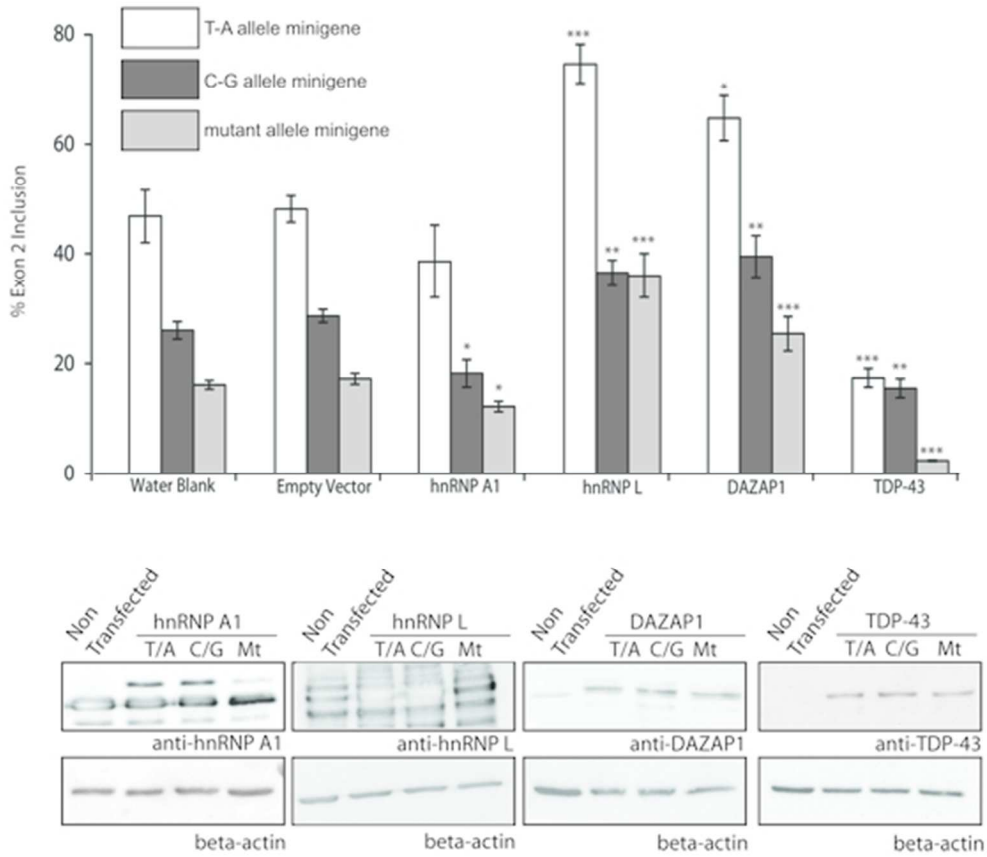 80
60
40
20
0
% Exon 2 Inclusion
T-A allele minigene
C-G allele minigene
mutant allele minigene
***
** ***
*
**
***
*
*
*** **
***
Water Blank Empty Vector hnRNP A1 hnRNP L DAZAP1 TDP-43
Non Transfected
hnRNP A1
T/A C/G Mt
anti-hnRNP A1
beta-actin
Non Transfected
hnRNP L
T/A C/G Mt
anti-hnRNP L
beta-actin
Non Transfected
DAZAP1
T/A C/G Mt
anti-DAZAP1
beta-actin
Non Transfected
TDP-43
T/A C/G Mt
anti-TDP-43
beta-actin